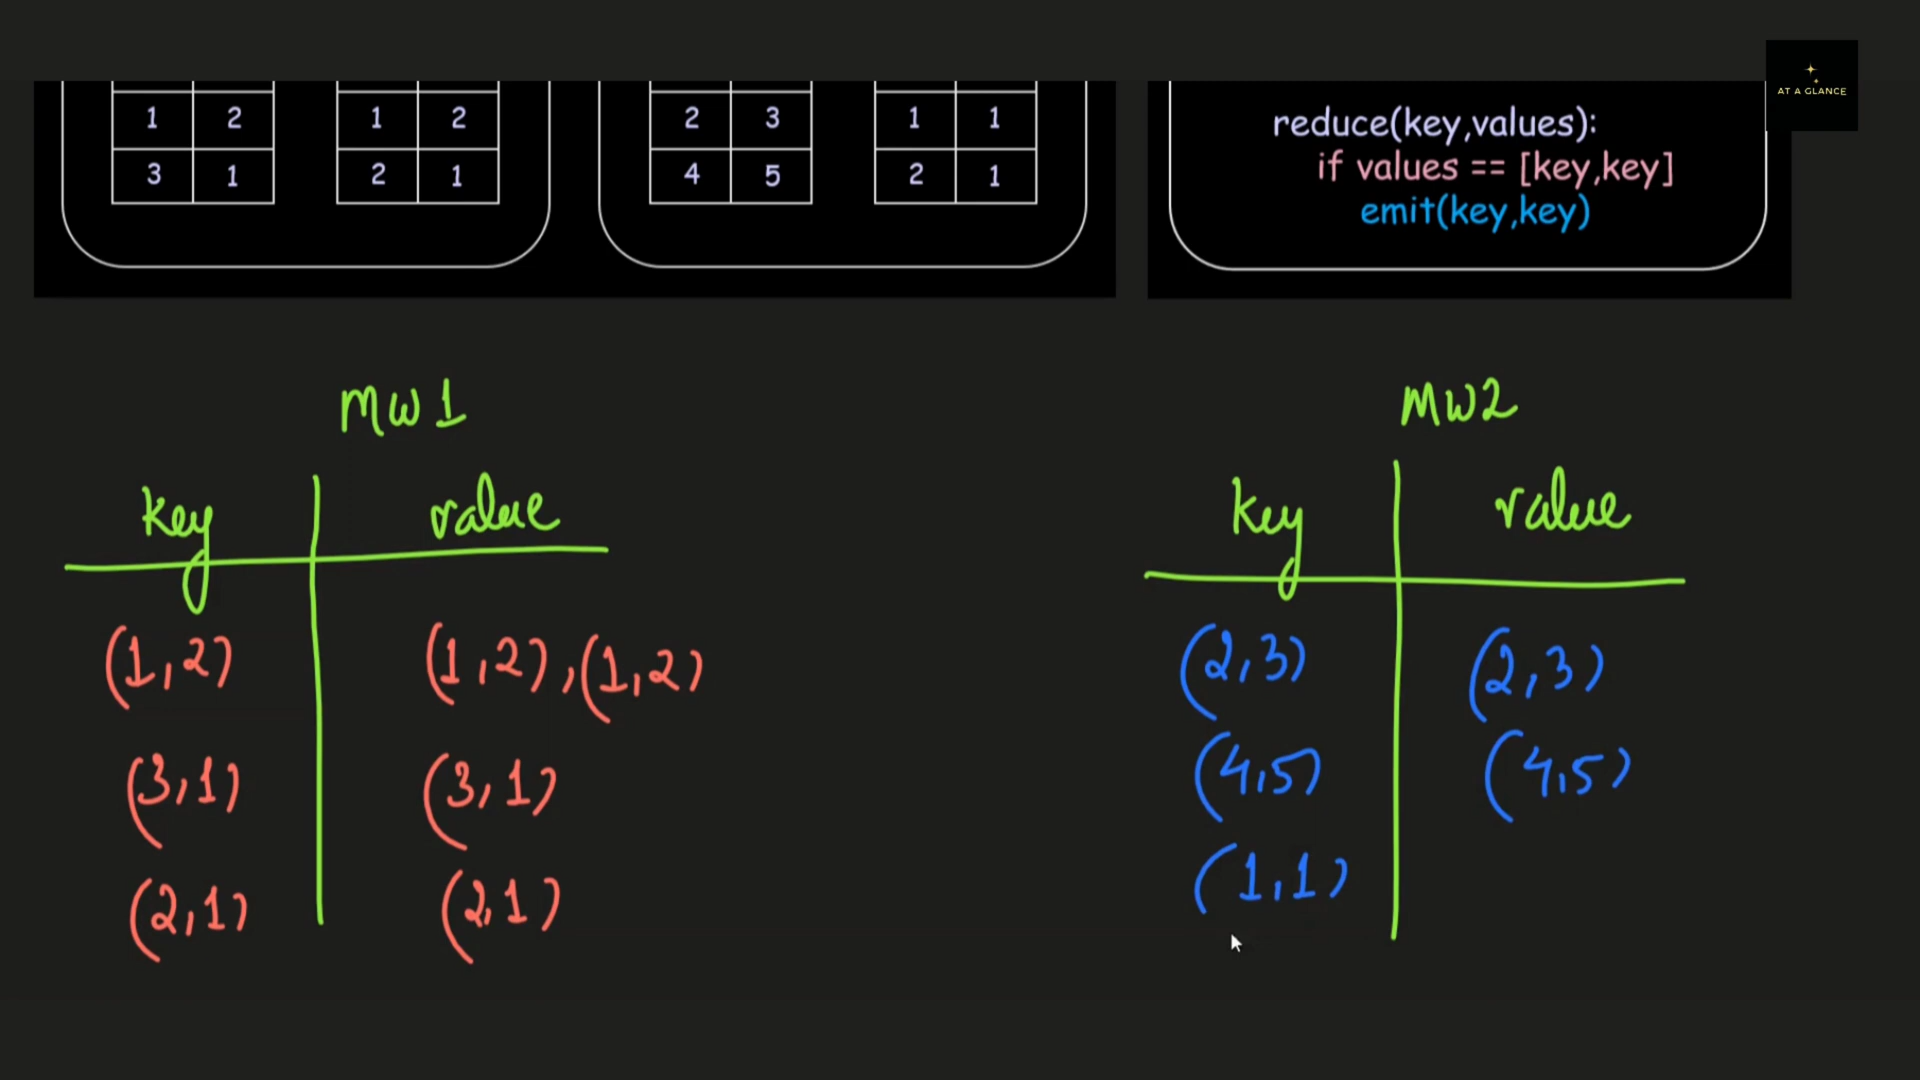 AT A GLANCE
1 2 1 2 2 3 1 1
3 1 2 1 4 5 2 1
reduce(key,values):
if values == [key,key]
emit(key,key)
MW1
key value
(1,2) (1,2),(1,2)
(3,1) (3,1)
(2,1) (2,1)
MW2
key value
(2,3) (2,3)
(4,5) (4,5)
(1,1)